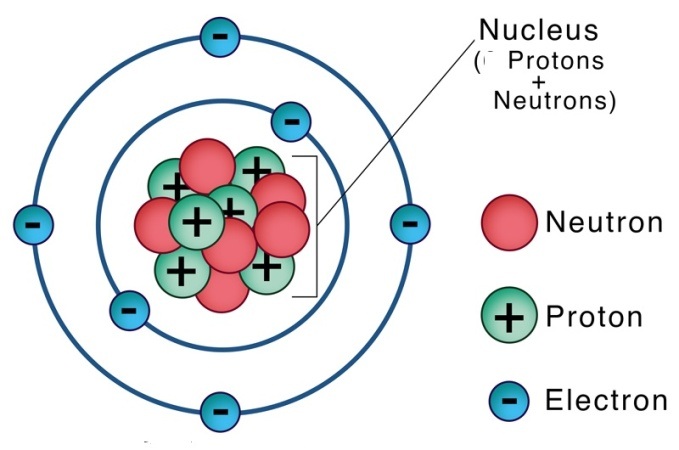 Nucleus
( Protons
+
Neutrons)
Neutron
Proton
Electron